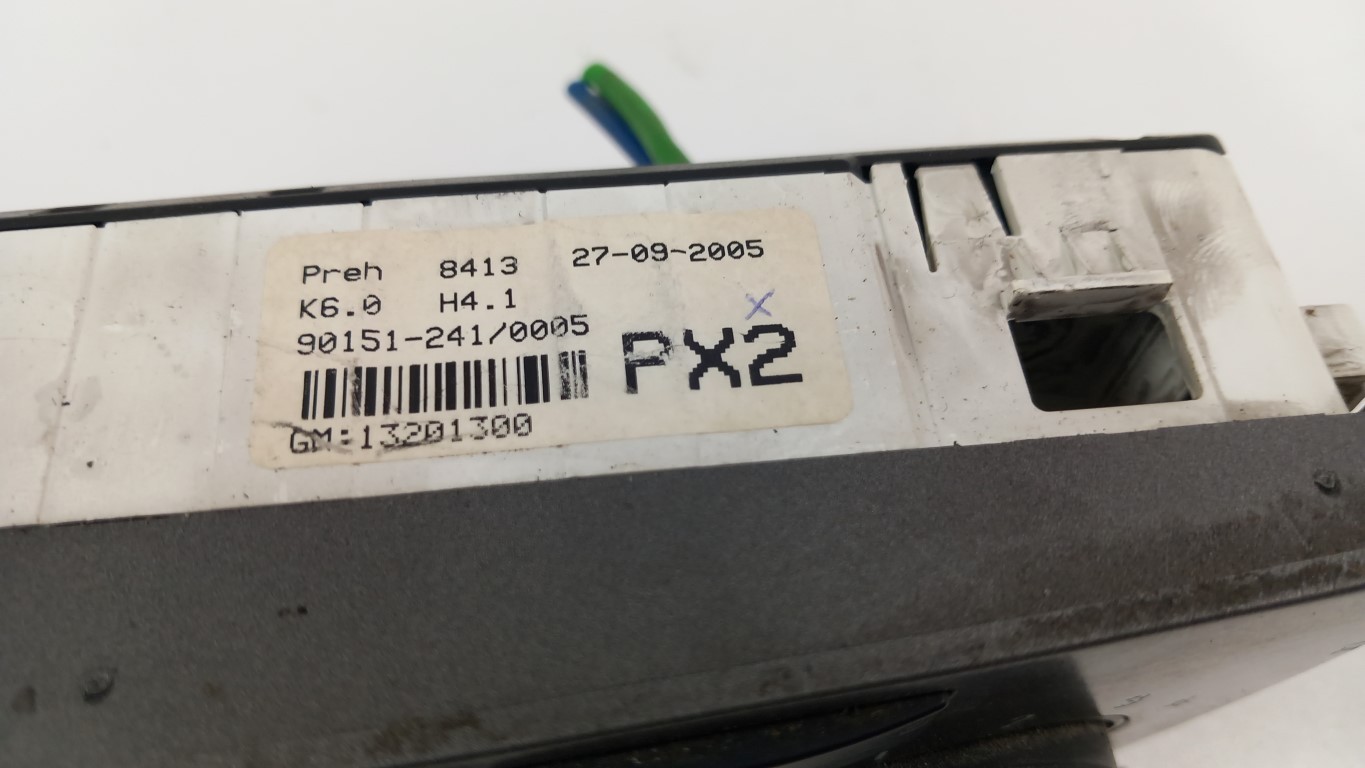 Preh 8413 27-09-2005
K6.0 H4.1
90151-241/0005
X
PX2
GM:13201300